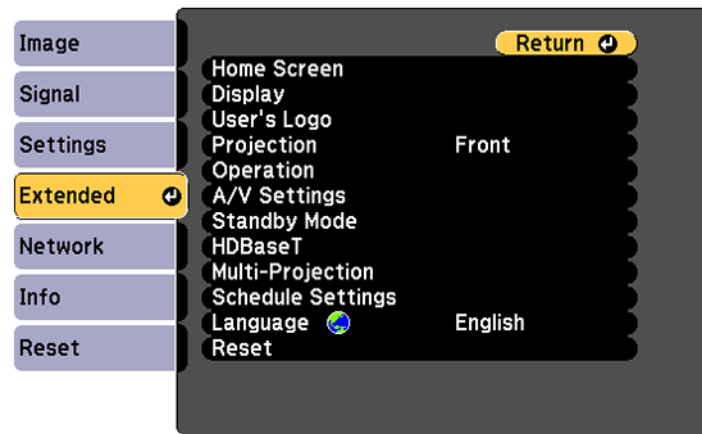 Image
Signal
Settings
Extended
Network
Info
Reset
Return
Home Screen
Display
User's Logo
Projection Front
Operation
A/V Settings
Standby Mode
HDBaseT
Multi-Projection
Schedule Settings
Language English
Reset